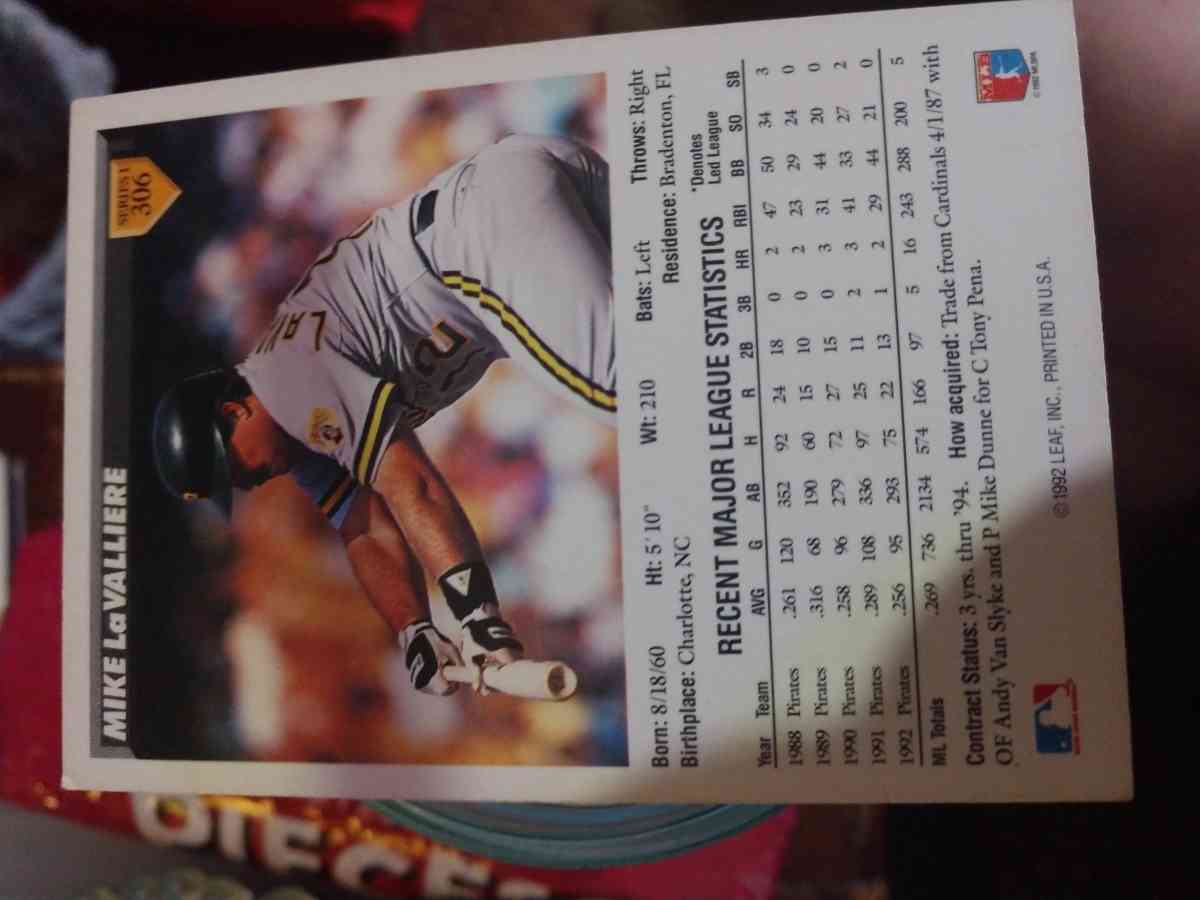 MIKE LaVALLIERE
SERIES 1
306
LAV
2
Born: 8/18/60 Ht: 5' 10" Wt: 210 Bats: Left Throws: Right
Birthplace: Charlotte, NC Residence: Bradenton, FL
RECENT MAJOR LEAGUE STATISTICS
*Denotes
Led League
Year Team AVG G AB H R 2B 3B HR RBI BB SO SB
1988 Pirates .261 120 352 92 24 18 0 2 47 50 34 3
1989 Pirates .316 68 190 60 15 10 0 2 23 29 24 0
1990 Pirates .258 96 279 72 27 15 0 3 31 44 20 0
1991 Pirates .289 108 336 97 25 11 2 3 41 33 27 2
1992 Pirates .256 95 293 75 22 13 1 2 29 44 21 0
ML Totals .269 736 2134 574 166 97 5 16 243 288 200 5
Contract Status: 3 yrs. thru '94. How acquired: Trade from Cardinals 4/1/87 with
OF Andy Van Slyke and P Mike Dunne for C Tony Pena.
©1992 LEAF, INC., PRINTED IN U.S.A.
©1992 MLBPA
PIECE